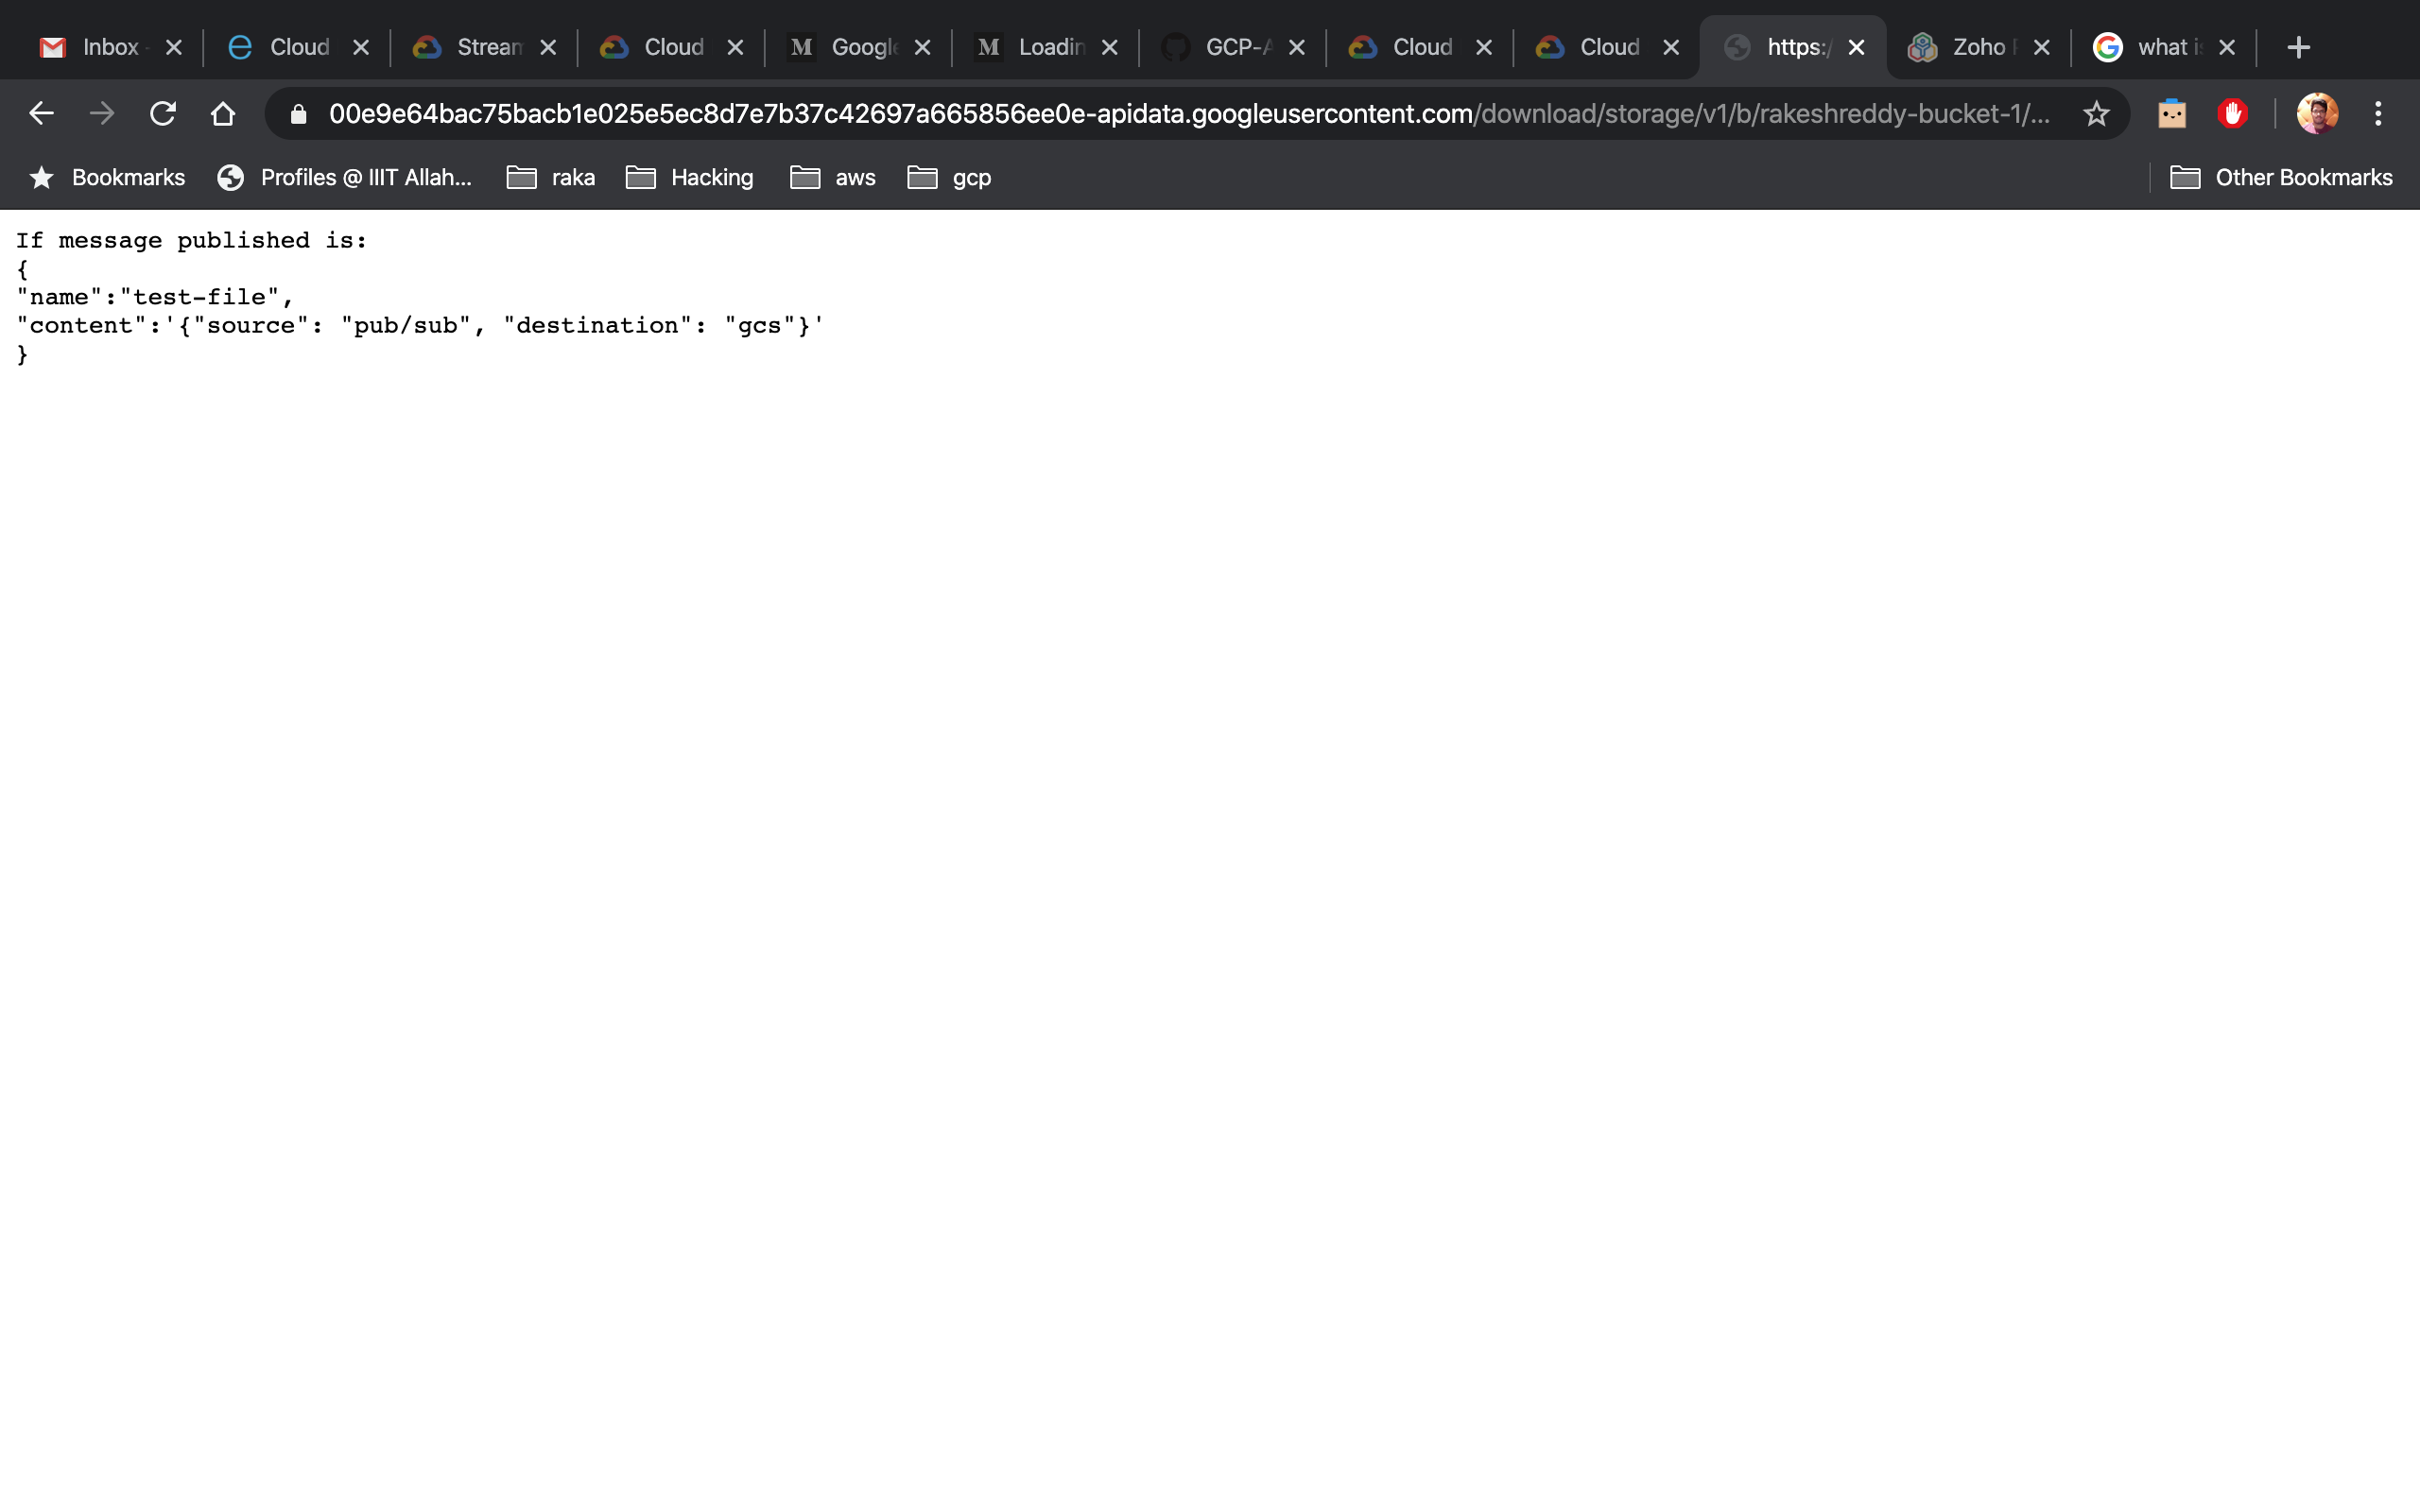 Inbox
Cloud
Stream
Cloud
Google
Loadin
GCP-A
Cloud
Cloud
https:/
Zoho
what is
00e9e64bac75bacb1e025e5ec8d7e7b37c42697a665856ee0e-apidata.googleusercontent.com/download/storage/v1/b/rakeshreddy-bucket-1/...
Bookmarks
Profiles @ IIIT Allah...
raka
Hacking
aws
gcp
Other Bookmarks
If message published is:
{
"name":"test-file",
"content":'{"source": "pub/sub", "destination": "gcs"}'
}